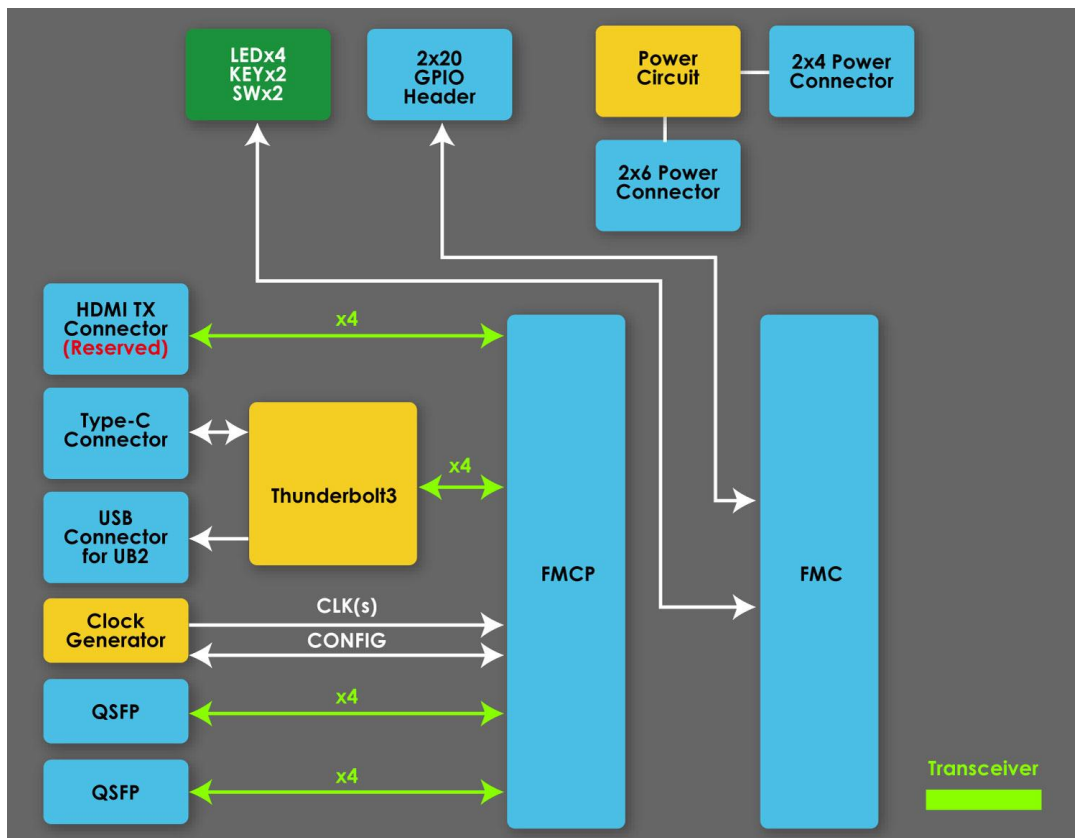 LEDx4
KEYx2
SWx2
2x20
GPIO
Header
Power
Circuit
2x4 Power
Connector
2x6 Power
Connector
HDMI TX
Connector
(Reserved)
x4
Type-C
Connector
Thunderbolt3
x4
USB
Connector
for UB2
FMCP
FMC
Clock
Generator
CLK(s)
CONFIG
QSFP
x4
QSFP
x4
Transceiver